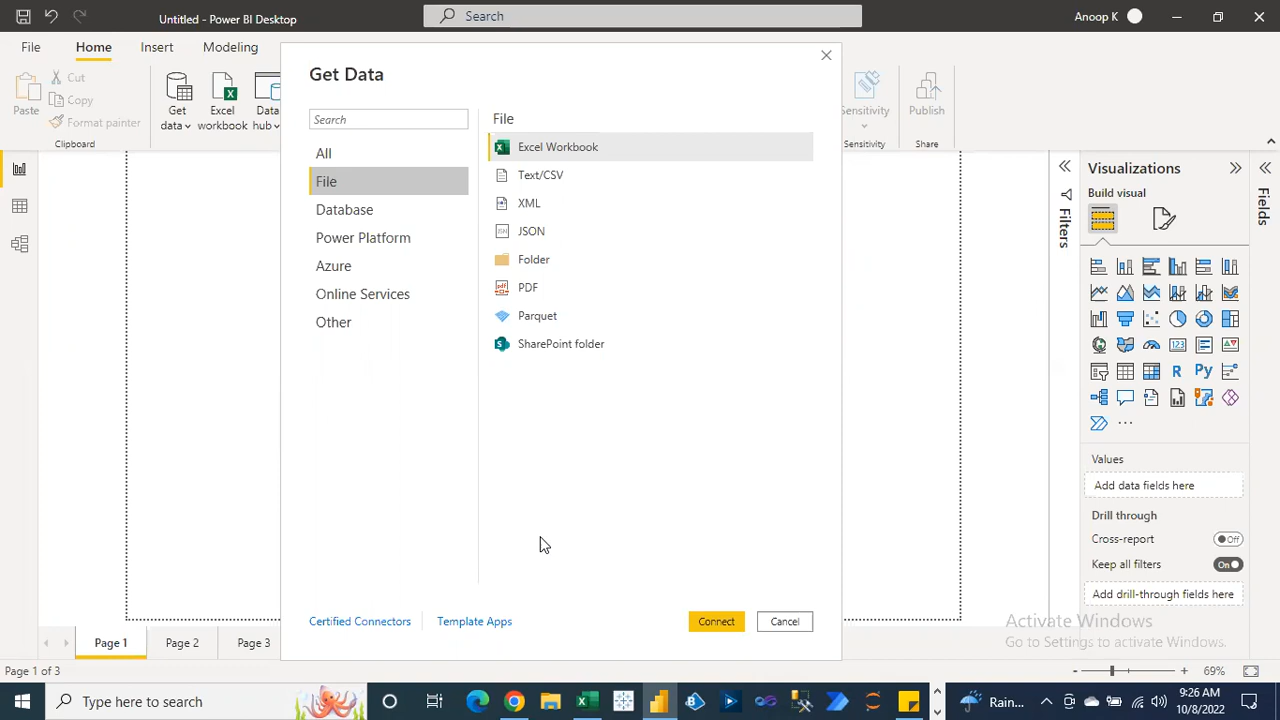 Untitled - Power BI Desktop
Search
Anoop K
File
Home
Insert
Modeling
Paste
Cut
Copy
Format painter
Clipboard
Get data
Excel workbook
Data hub
Sensitivity
Sensitivity
Publish
Share
Get Data
Search
All
File
Database
Power Platform
Azure
Online Services
Other
File
Excel Workbook
Text/CSV
XML
JSON
Folder
PDF
Parquet
SharePoint folder
Certified Connectors
Template Apps
Connect
Cancel
Filters
Visualizations
Build visual
Fields
Values
Add data fields here
Drill through
Cross-report
Off
Keep all filters
On
Add drill-through fields here
Activate Windows
Go to Settings to activate Windows.
Page 1
Page 2
Page 3
Page 1 of 3
- + 69%
Type here to search
Rain...
9:26 AM
10/8/2022